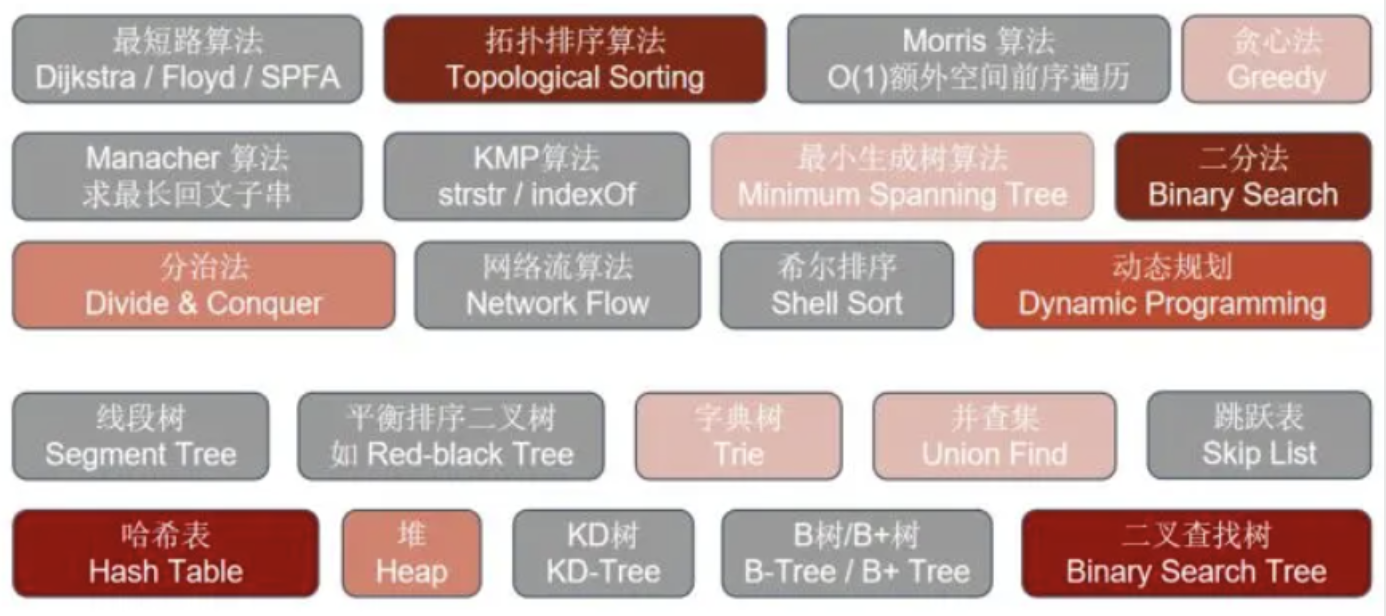 最短路算法
Dijkstra / Floyd / SPFA
拓扑排序算法
Topological Sorting
Morris 算法
O(1)额外空间前序遍历
贪心法
Greedy
Manacher 算法
求最长回文子串
KMP算法
strstr / indexOf
最小生成树算法
Minimum Spanning Tree
二分法
Binary Search
分治法
Divide & Conquer
网络流算法
Network Flow
希尔排序
Shell Sort
动态规划
Dynamic Programming
线段树
Segment Tree
平衡排序二叉树
如 Red-black Tree
字典树
Trie
并查集
Union Find
跳跃表
Skip List
哈希表
Hash Table
堆
Heap
KD树
KD-Tree
B树/B+树
B-Tree / B+ Tree
二叉查找树
Binary Search Tree